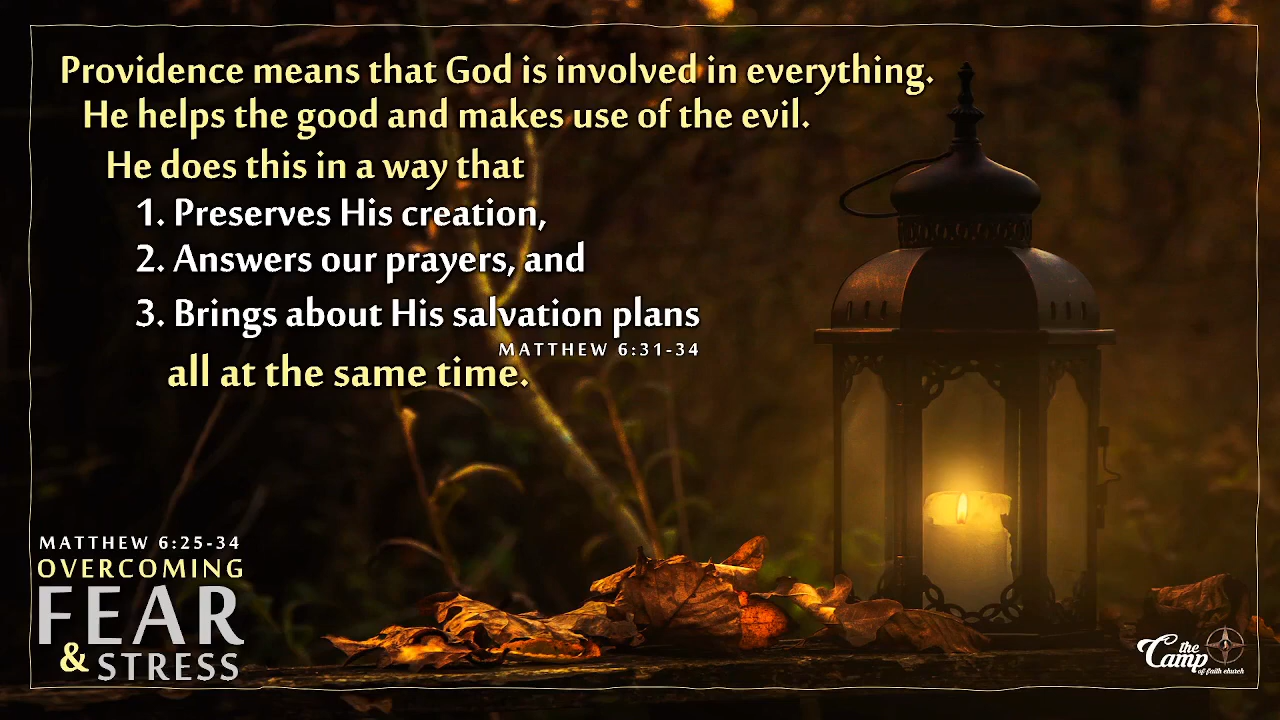 Providence means that God is involved in everything.
He helps the good and makes use of the evil.
He does this in a way that
1. Preserves His creation,
2. Answers our prayers, and
3. Brings about His salvation plans
MATTHEW 6:31-34
all at the same time.
MATTHEW 6:25-34
OVERCOMING
FEAR
& STRESS
the
Camp
of faith church